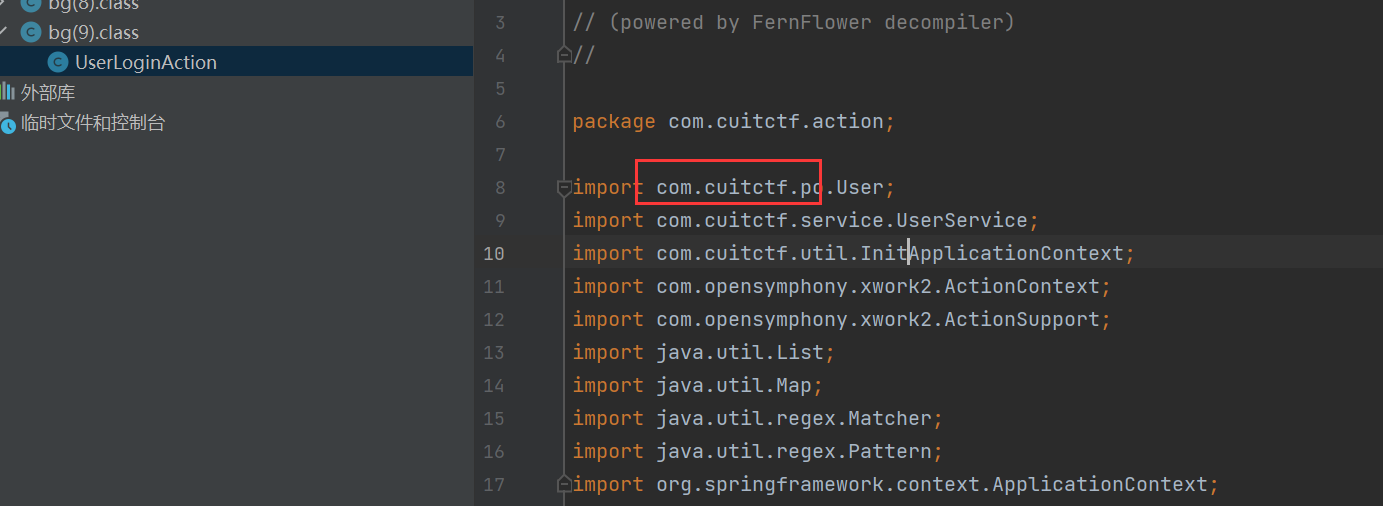 bg(8).class
bg(9).class
UserLoginAction
外部库
临时文件和控制台
3 // (powered by FernFlower decompiler)
4 //
5
6 package com.cuitctf.action;
7
8 import com.cuitctf.po.User;
9 import com.cuitctf.service.UserService;
10 import com.cuitctf.util.InitApplicationContext;
11 import com.opensymphony.xwork2.ActionContext;
12 import com.opensymphony.xwork2.ActionSupport;
13 import java.util.List;
14 import java.util.Map;
15 import java.util.regex.Matcher;
16 import java.util.regex.Pattern;
17 import org.springframework.context.ApplicationContext;